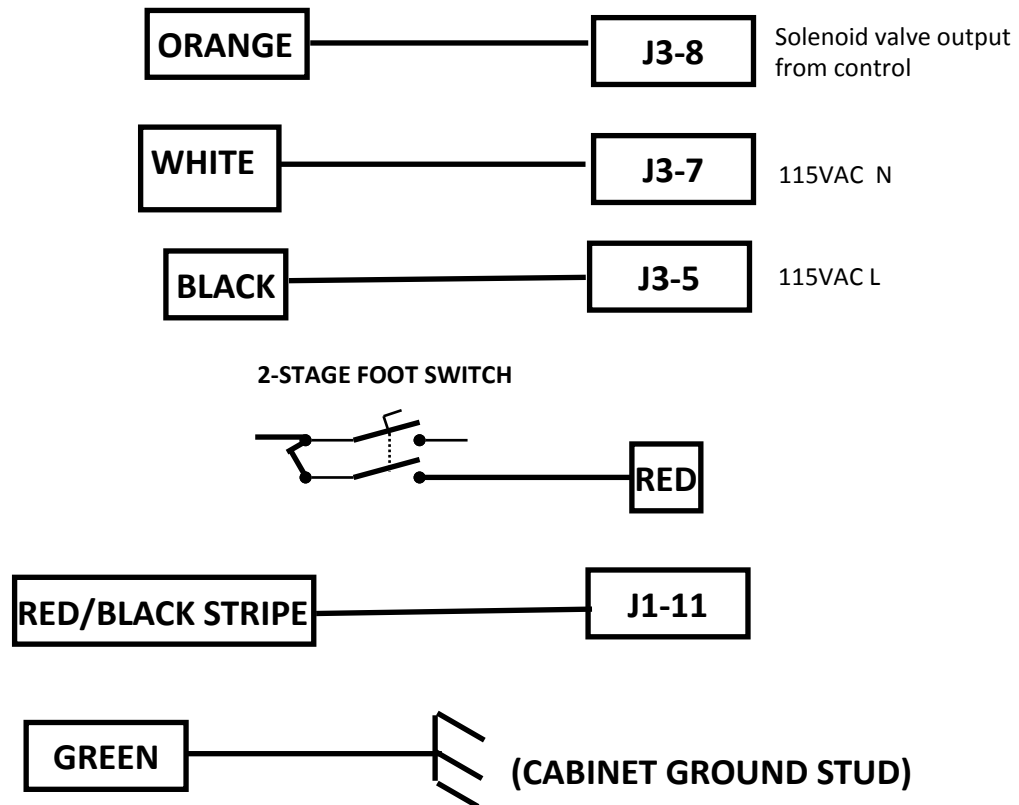 ORANGE
J3-8
Solenoid valve output
from control
WHITE
J3-7
115VAC N
BLACK
J3-5
115VAC L
2-STAGE FOOT SWITCH
RED
RED/BLACK STRIPE
J1-11
GREEN
(CABINET GROUND STUD)